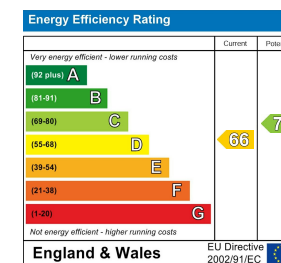 Energy Efficiency Rating
Current
Very energy efficient - lower running costs
(92 plus) A
(81-91) B
(69-80) C
(55-68) D
66
(39-54) E
(21-38) F
(1-20) G
Not energy efficient - higher running costs
England & Wales
EU Directive
2002/91/EC